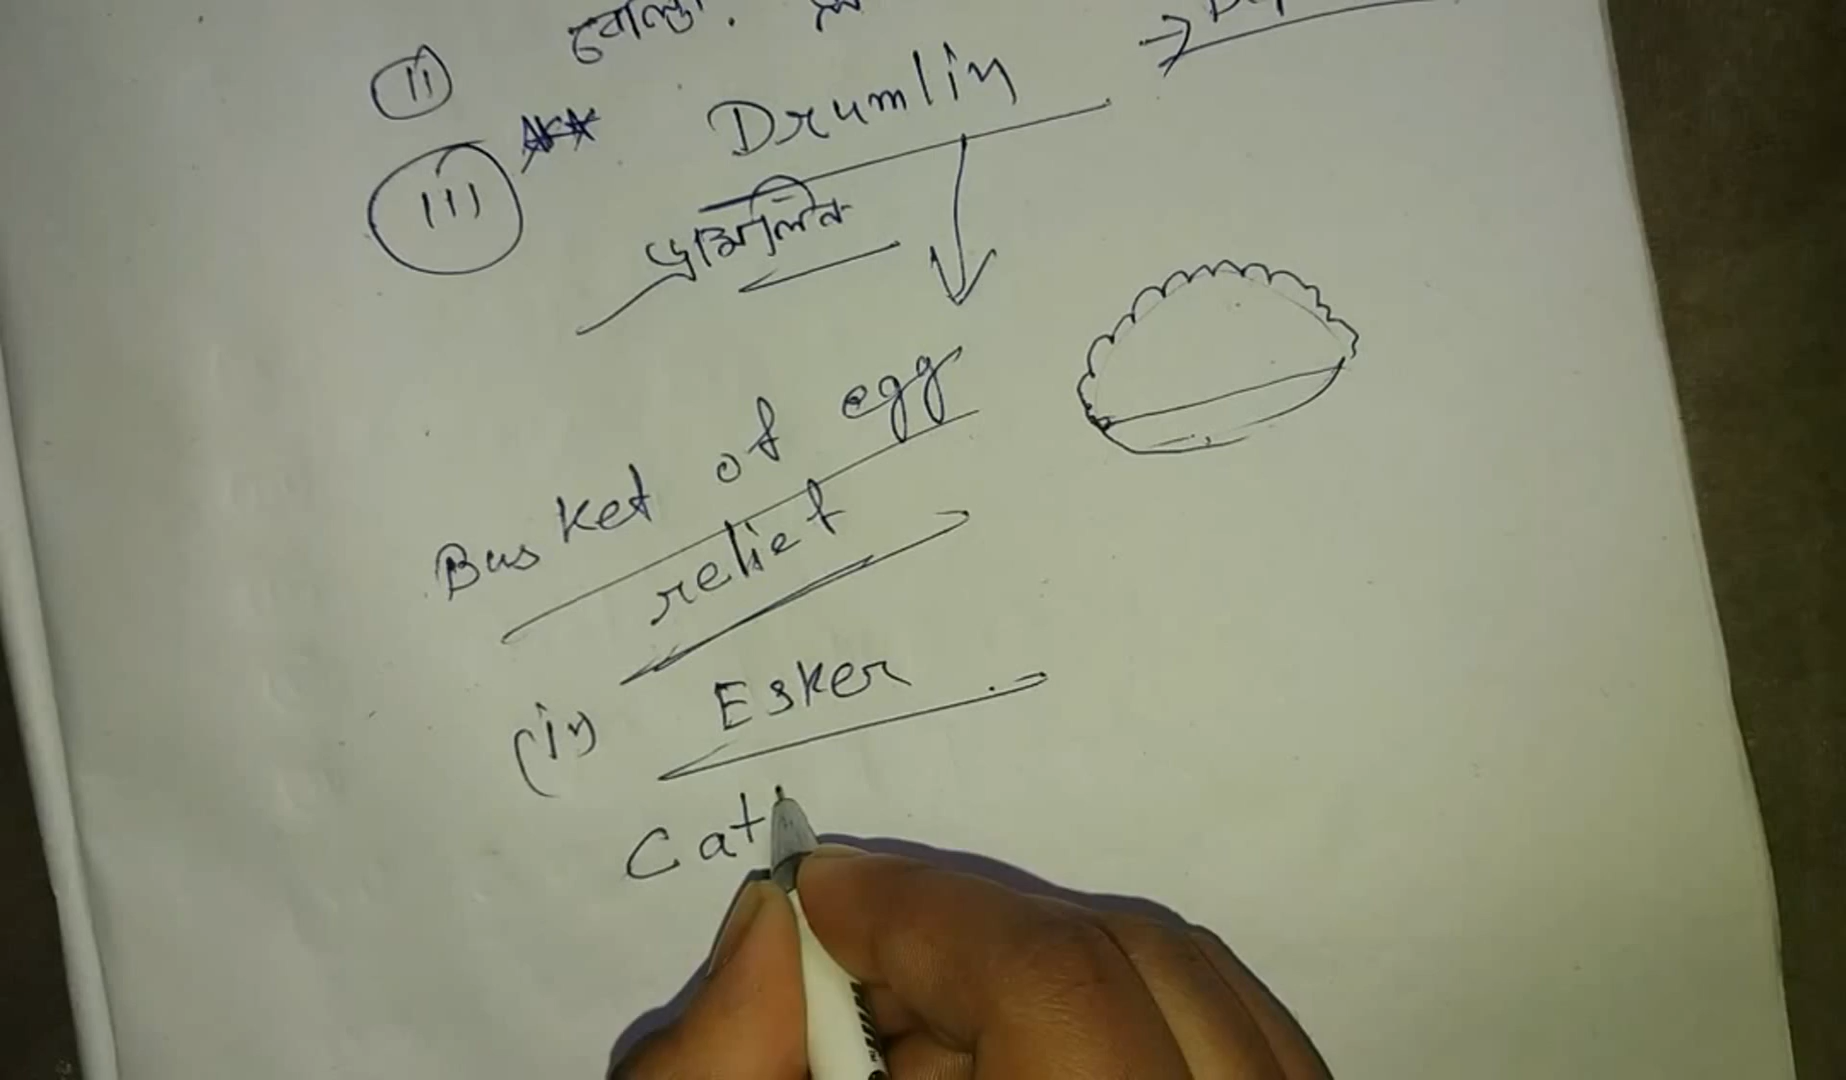 (ii) বোল্ডা.
(iii) *** Drumlin
ড্রামলিন
Busket of egg
relief
(iv) Esker
Cat